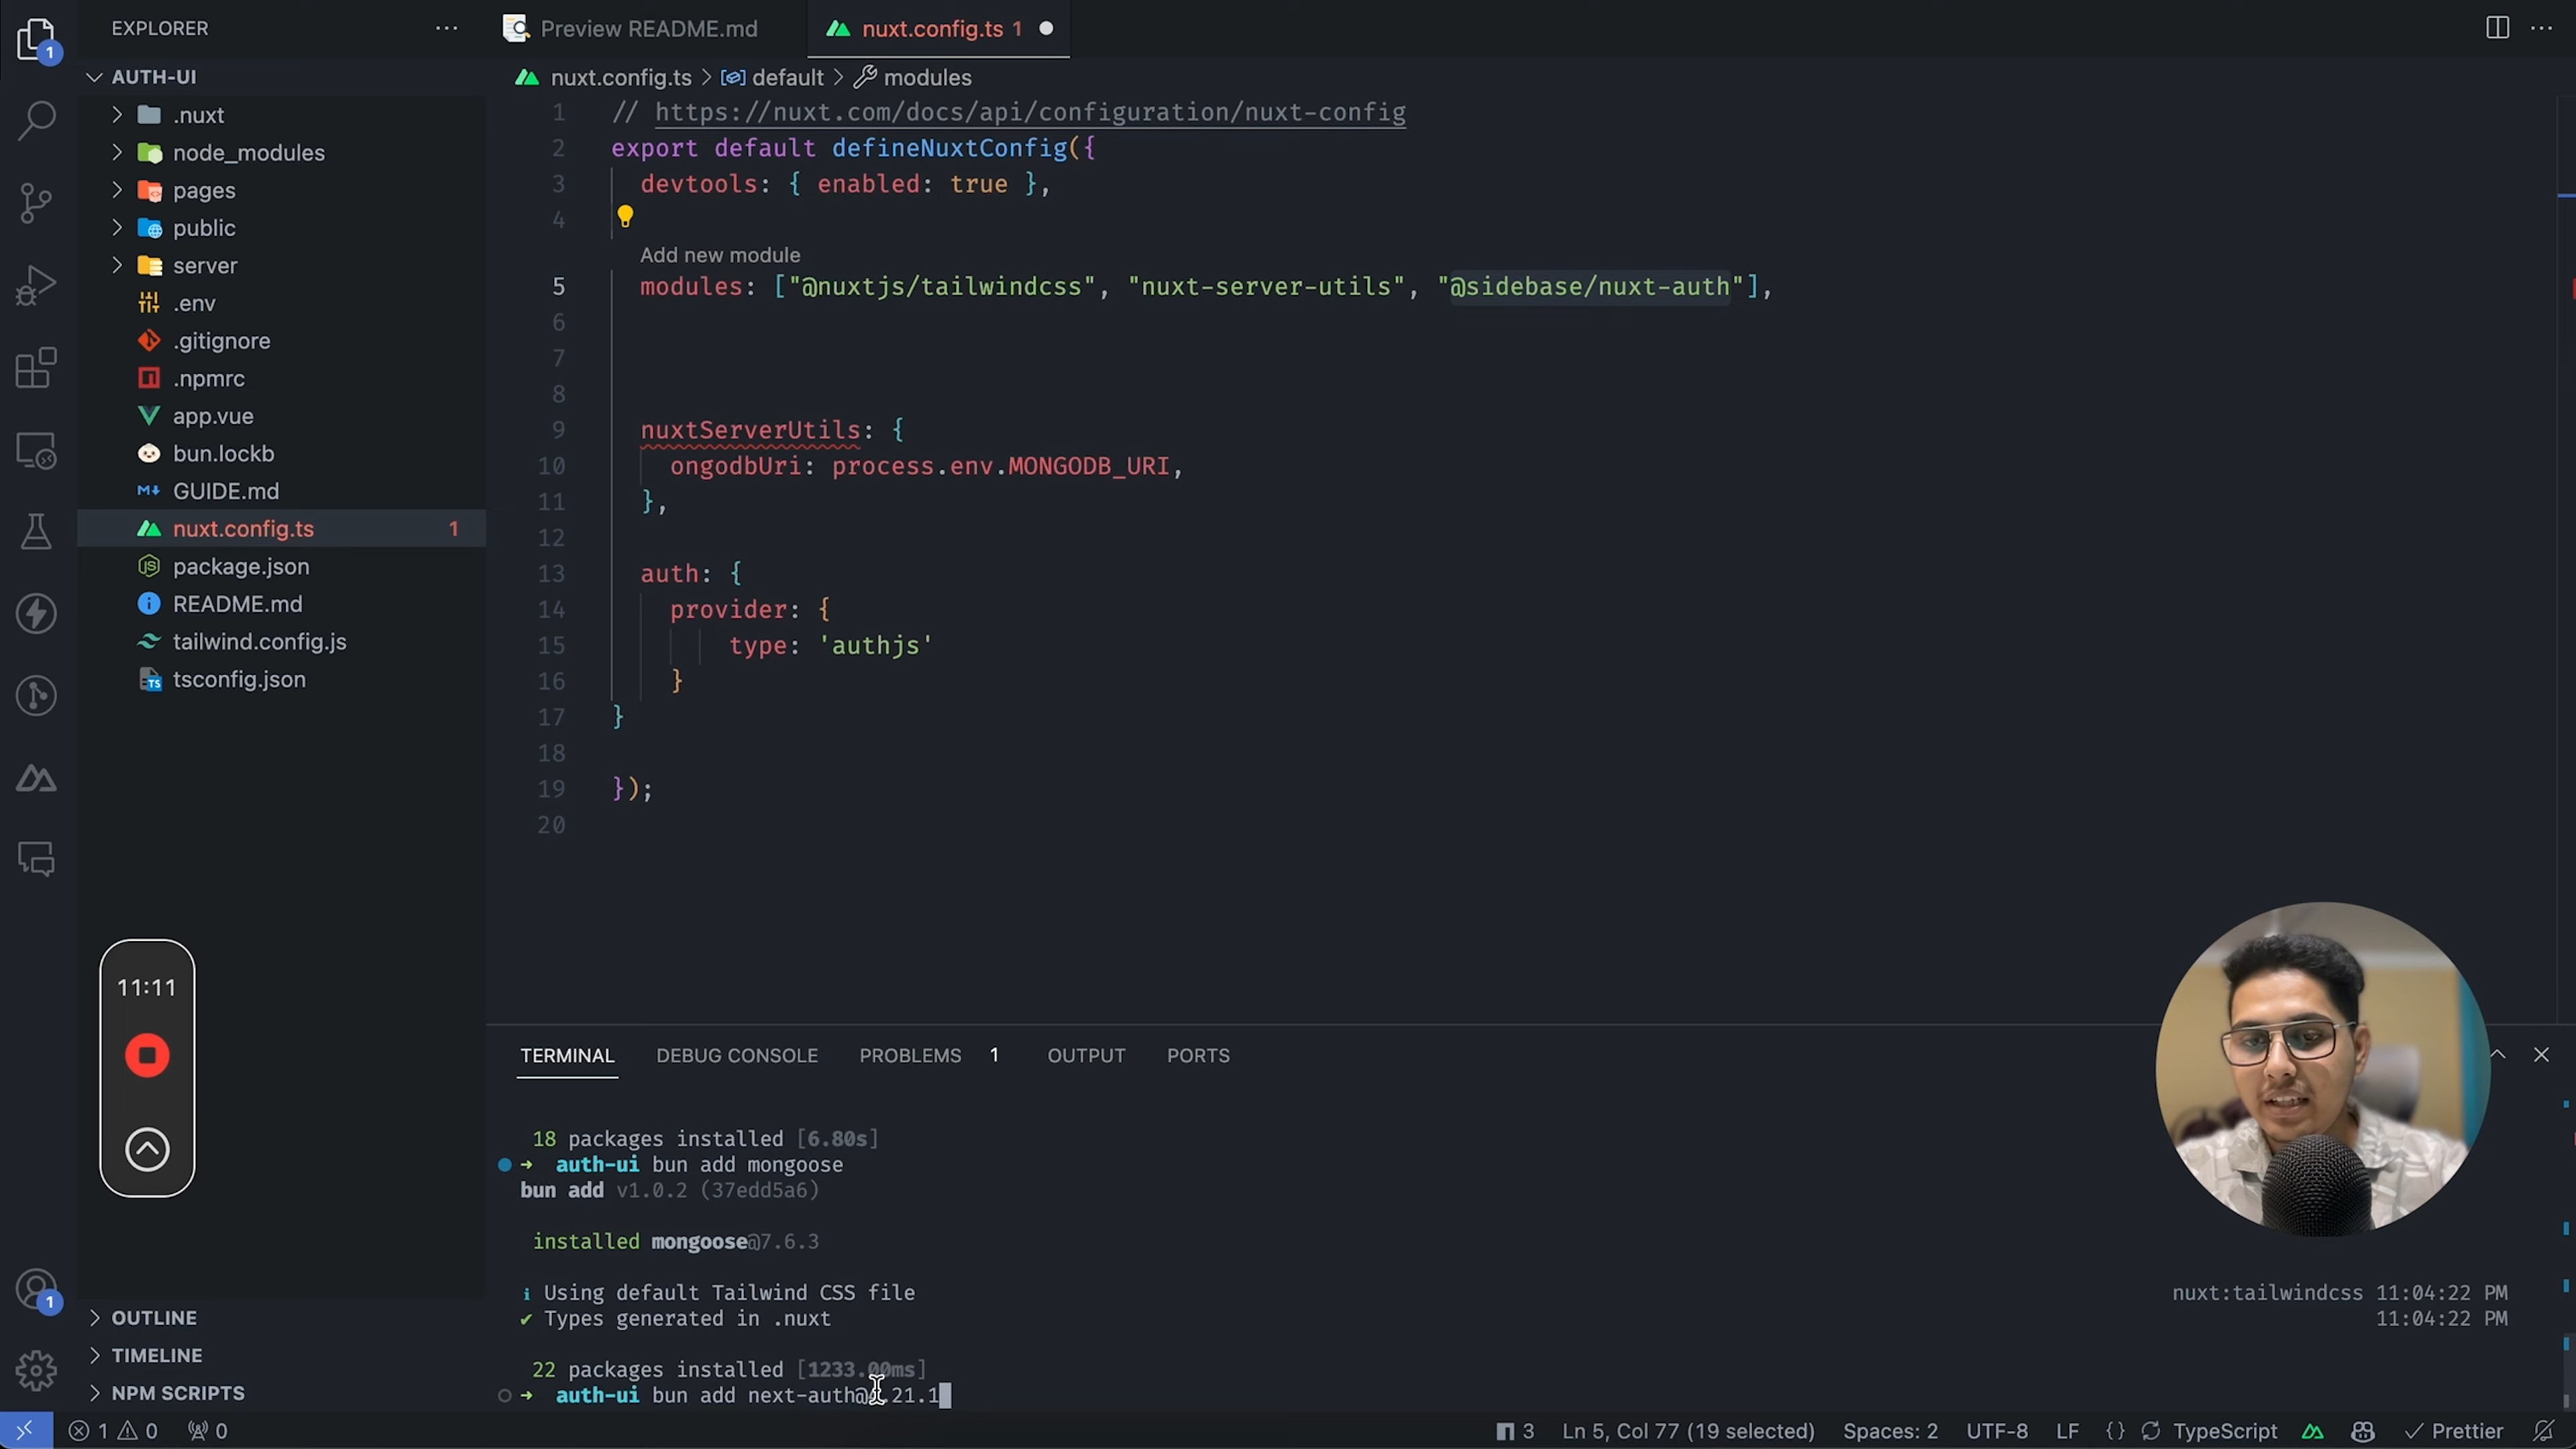 EXPLORER
Preview README.md
nuxt.config.ts 1
1
AUTH-UI
nuxt.config.ts > default > modules
.nuxt
node_modules
pages
public
server
.env
.gitignore
.npmrc
app.vue
bun.lockb
GUIDE.md
nuxt.config.ts 1
package.json
README.md
tailwind.config.js
tsconfig.json
1 // https://nuxt.com/docs/api/configuration/nuxt-config
2 export default defineNuxtConfig({
3 devtools: { enabled: true },
4
Add new module
5 modules: ["@nuxtjs/tailwindcss", "nuxt-server-utils", "@sidebase/nuxt-auth"],
6
7
8
9 nuxtServerUtils: {
10 ongodbUri: process.env.MONGODB_URI,
11 },
12
13 auth: {
14 provider: {
15 type: 'authjs'
16 }
17 }
18
19 });
20
11:11
TERMINAL DEBUG CONSOLE PROBLEMS 1 OUTPUT PORTS
18 packages installed [6.80s]
➜ auth-ui bun add mongoose
bun add v1.0.2 (37edd5a6)
installed mongoose@7.6.3
ℹ Using default Tailwind CSS file nuxt:tailwindcss 11:04:22 PM
✔ Types generated in .nuxt 11:04:22 PM
22 packages installed [1233.00ms]
➜ auth-ui bun add
1
OUTLINE
TIMELINE
NPM SCRIPTS
1 0 0
3 Ln 5, Col 77 (19 selected) Spaces: 2 UTF-8 LF {} TypeScript Prettier